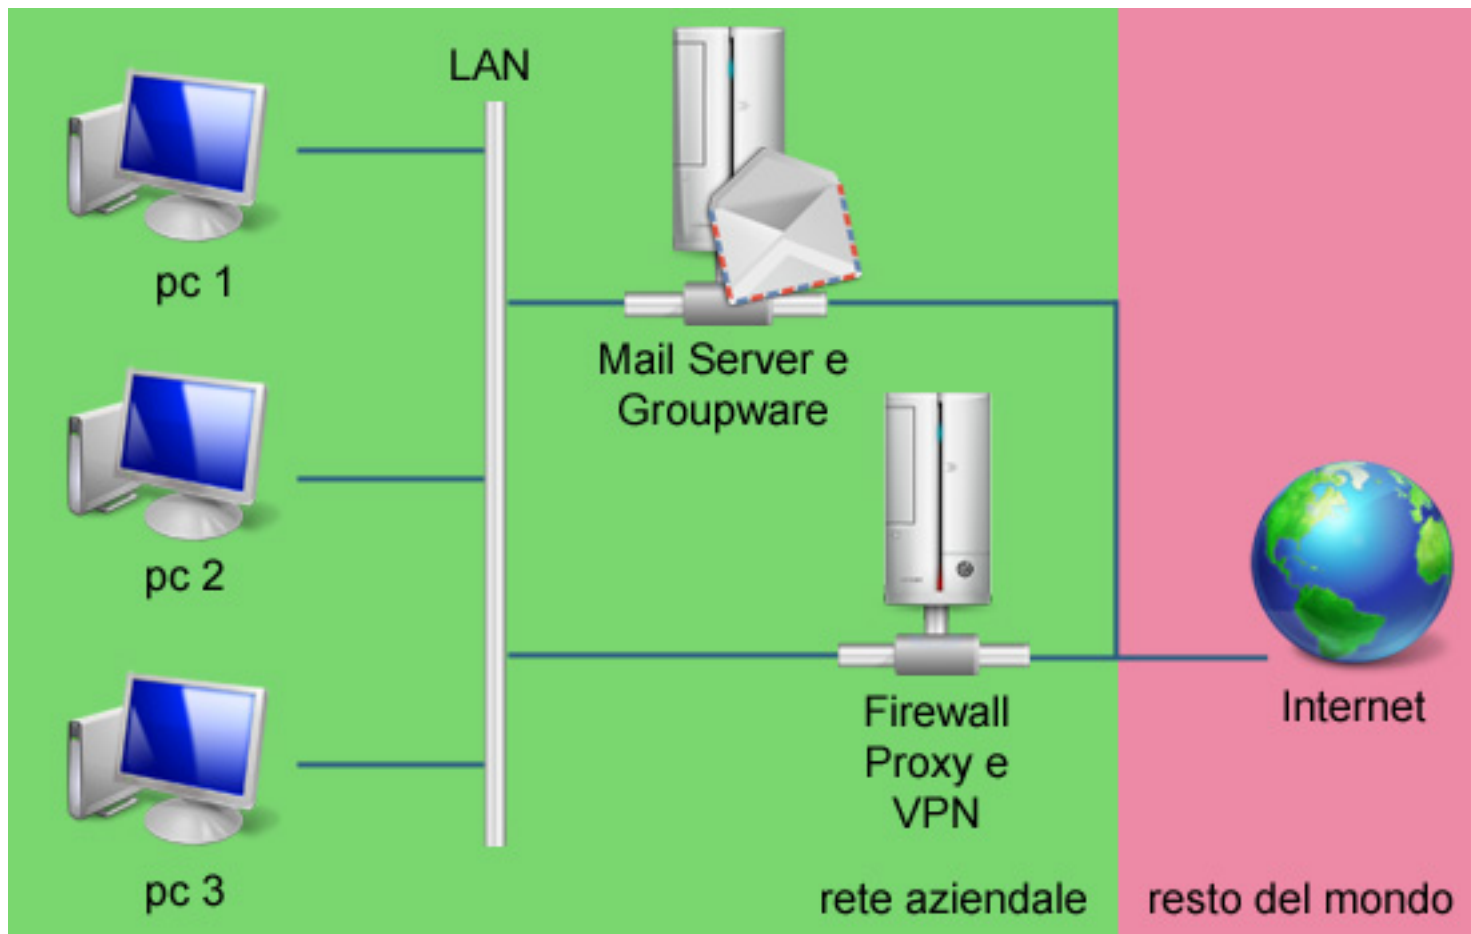 LAN
pc 1
Mail Server e
Groupware
pc 2
Firewall
Proxy e
VPN
Internet
pc 3
rete aziendale
resto del mondo